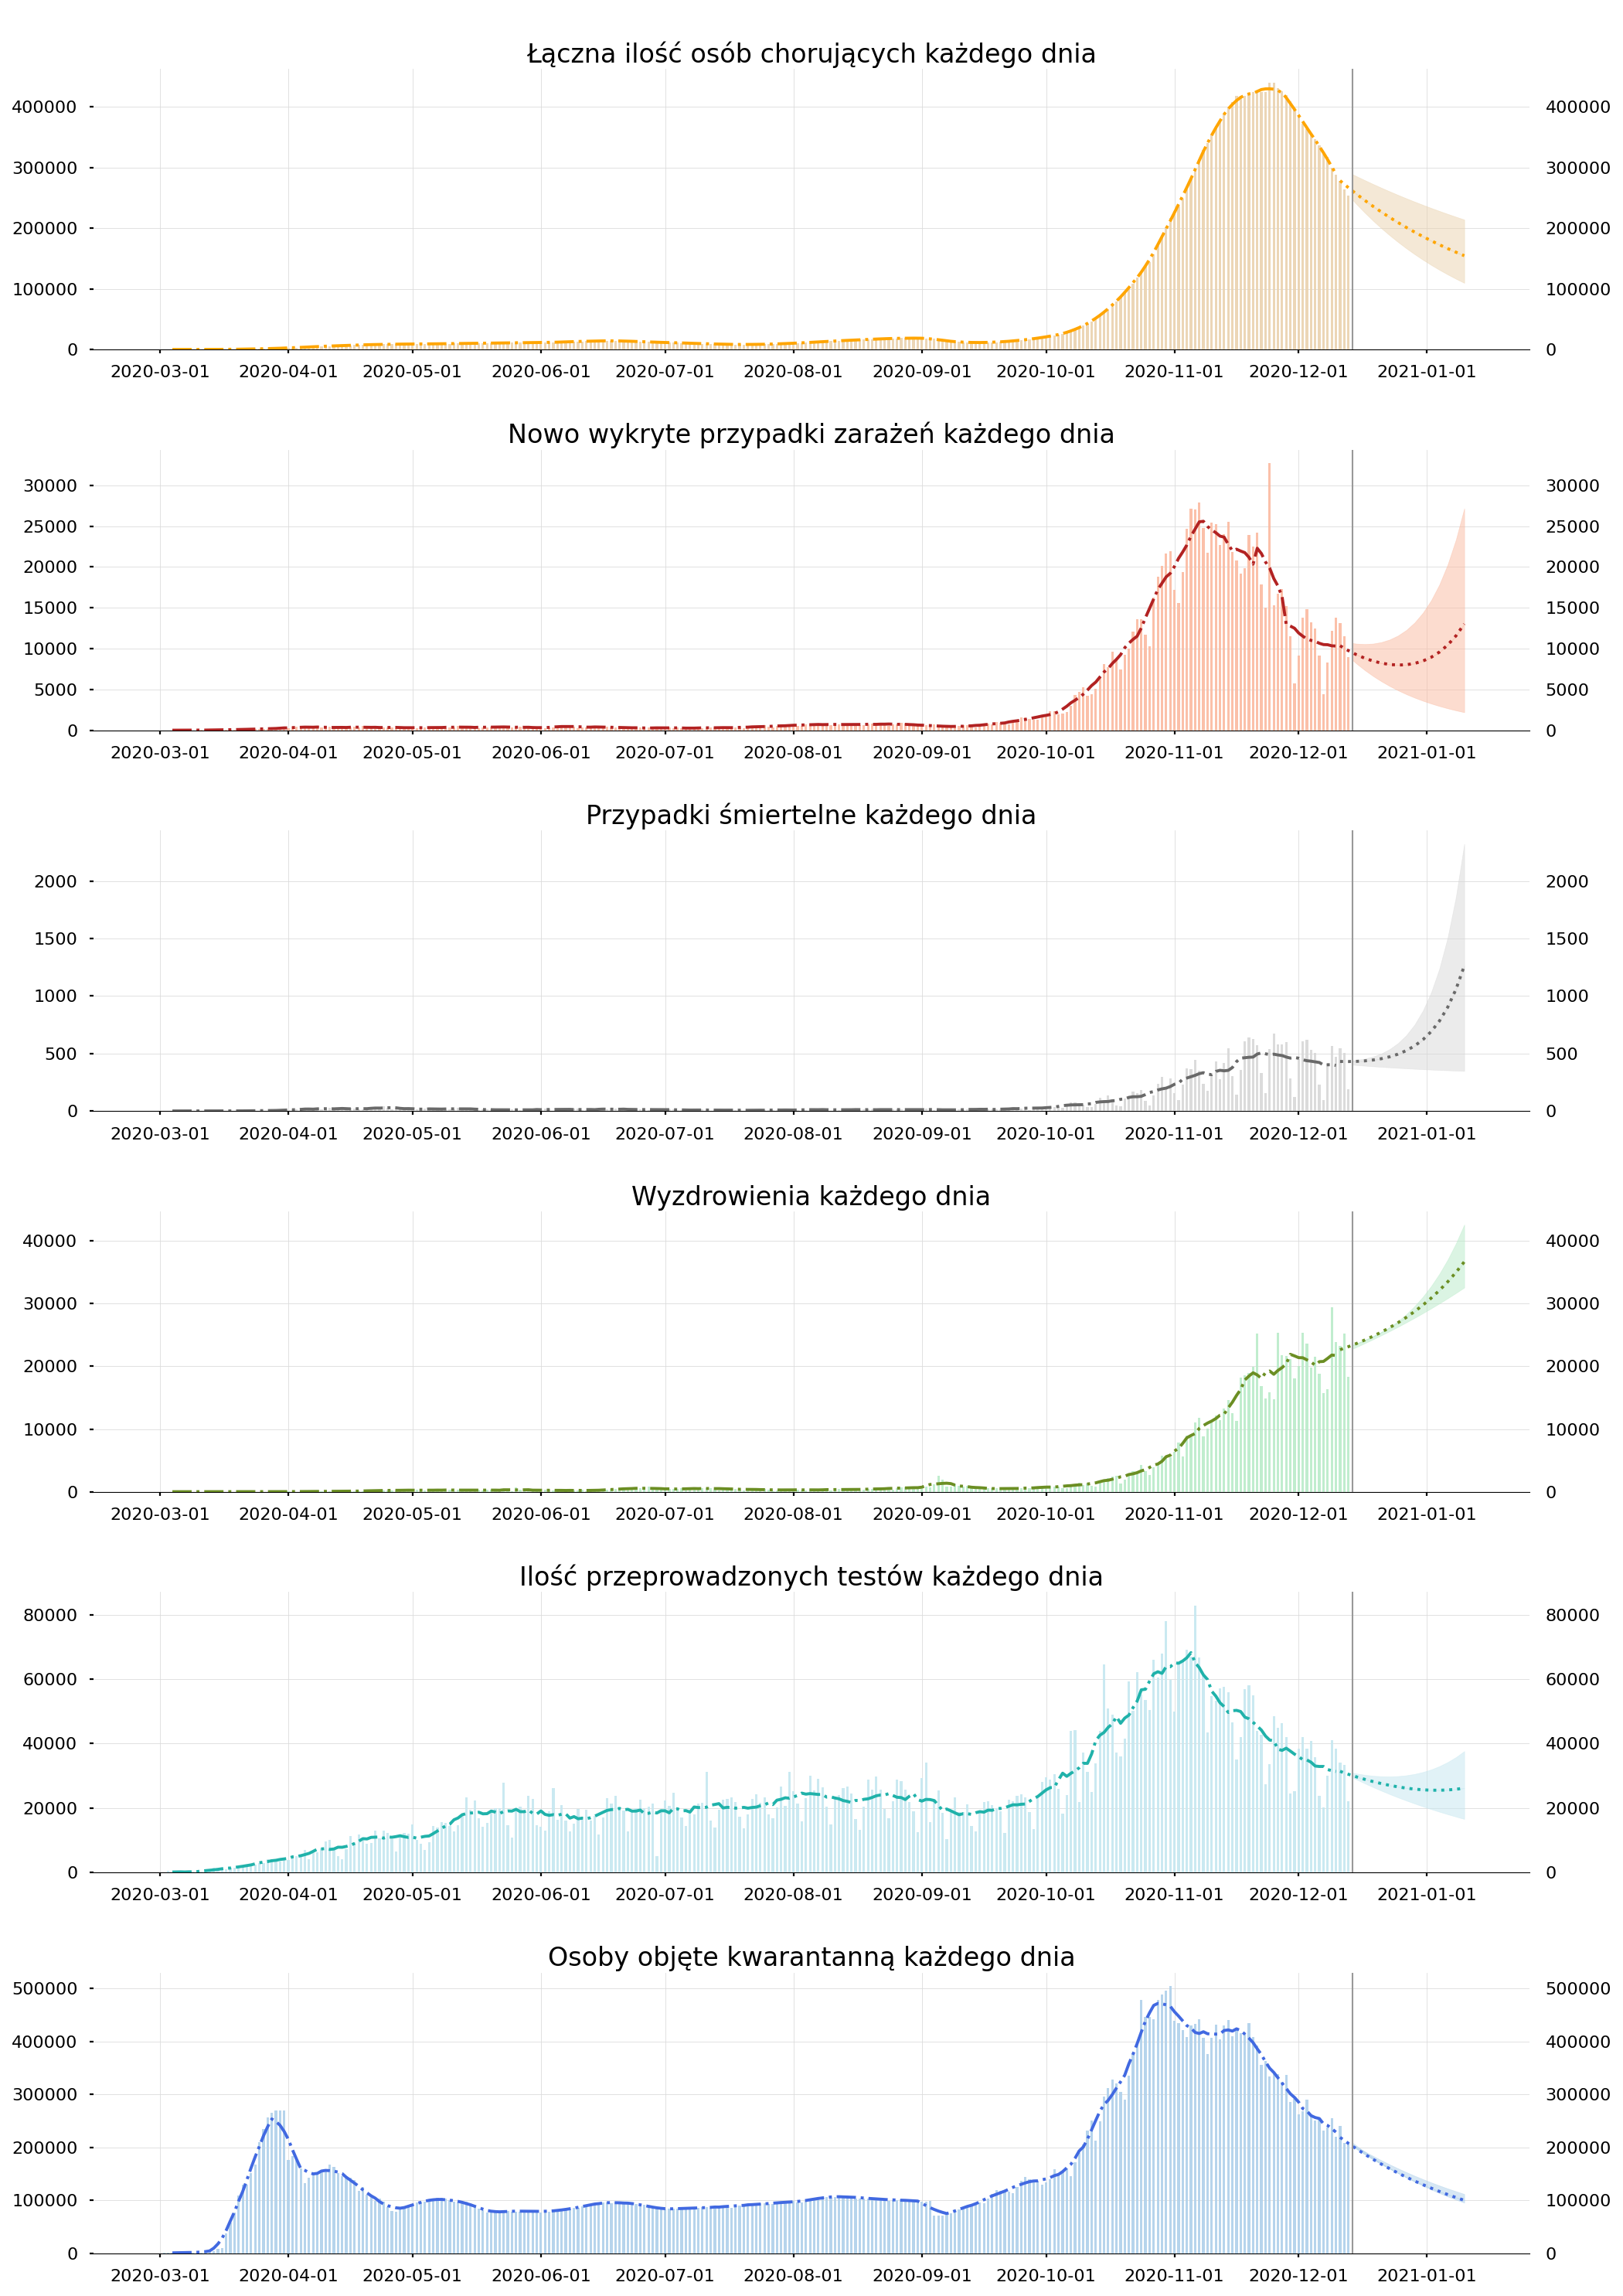 Łączna ilość osób chorujących każdego dnia
400000 400000
300000 300000
200000 200000
100000 100000
0 0
2020-03-01 2020-04-01 2020-05-01 2020-06-01 2020-07-01 2020-08-01 2020-09-01 2020-10-01 2020-11-01 2020-12-01 2021-01-01
Nowo wykryte przypadki zarażeń każdego dnia
30000 30000
25000 25000
20000 20000
15000 15000
10000 10000
5000 5000
0 0
2020-03-01 2020-04-01 2020-05-01 2020-06-01 2020-07-01 2020-08-01 2020-09-01 2020-10-01 2020-11-01 2020-12-01 2021-01-01
Przypadki śmiertelne każdego dnia
2000 2000
1500 1500
1000 1000
500 500
0 0
2020-03-01 2020-04-01 2020-05-01 2020-06-01 2020-07-01 2020-08-01 2020-09-01 2020-10-01 2020-11-01 2020-12-01 2021-01-01
Wyzdrowienia każdego dnia
40000 40000
30000 30000
20000 20000
10000 10000
0 0
2020-03-01 2020-04-01 2020-05-01 2020-06-01 2020-07-01 2020-08-01 2020-09-01 2020-10-01 2020-11-01 2020-12-01 2021-01-01
Ilość przeprowadzonych testów każdego dnia
80000 80000
60000 60000
40000 40000
20000 20000
0 0
2020-03-01 2020-04-01 2020-05-01 2020-06-01 2020-07-01 2020-08-01 2020-09-01 2020-10-01 2020-11-01 2020-12-01 2021-01-01
Osoby objęte kwarantanną każdego dnia
500000 500000
400000 400000
300000 300000
200000 200000
100000 100000
0 0
2020-03-01 2020-04-01 2020-05-01 2020-06-01 2020-07-01 2020-08-01 2020-09-01 2020-10-01 2020-11-01 2020-12-01 2021-01-01